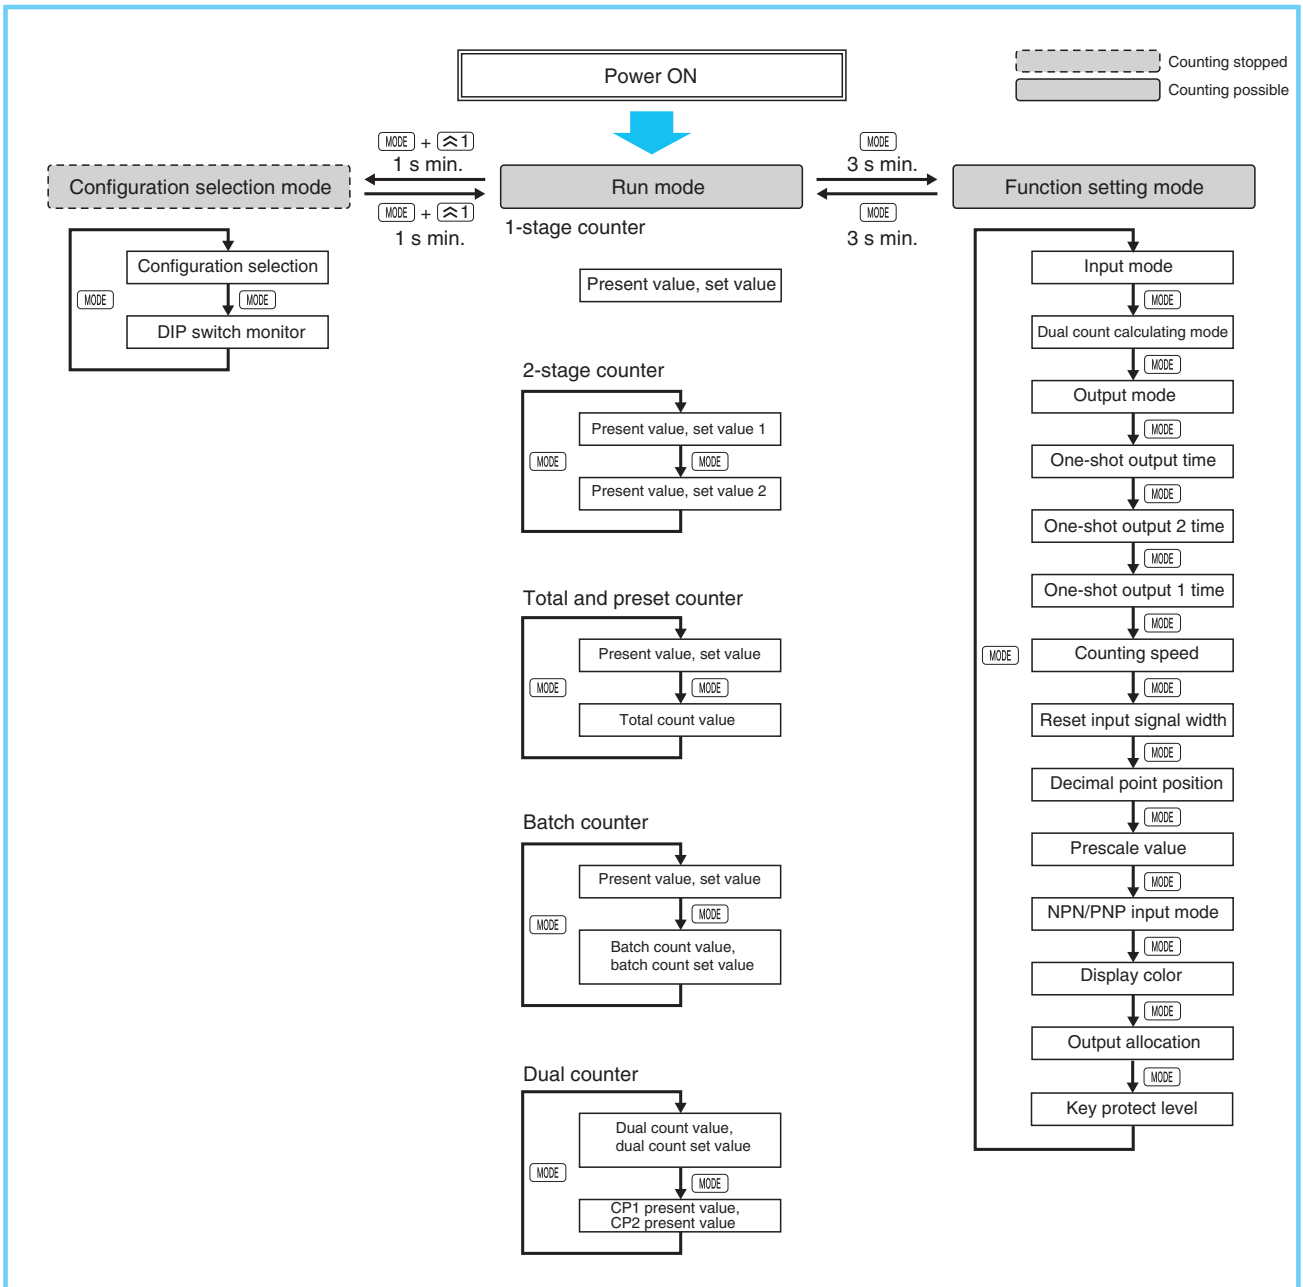 Power ON
Counting stopped
Counting possible
MODE + ︽1
1 s min.
MODE
3 s min.
Configuration selection mode
Run mode
Function setting mode
MODE + ︽1
1 s min.
MODE
3 s min.
Configuration selection
MODE
MODE
DIP switch monitor
1-stage counter
Present value, set value
2-stage counter
Present value, set value 1
MODE
MODE
Present value, set value 2
Total and preset counter
Present value, set value
MODE
MODE
Total count value
Batch counter
Present value, set value
MODE
MODE
Batch count value,
batch count set value
Dual counter
Dual count value,
dual count set value
MODE
MODE
CP1 present value,
CP2 present value
Input mode
MODE
Dual count calculating mode
MODE
Output mode
MODE
One-shot output time
MODE
One-shot output 2 time
MODE
One-shot output 1 time
MODE
MODE
Counting speed
MODE
Reset input signal width
MODE
Decimal point position
MODE
Prescale value
MODE
NPN/PNP input mode
MODE
Display color
MODE
Output allocation
MODE
Key protect level